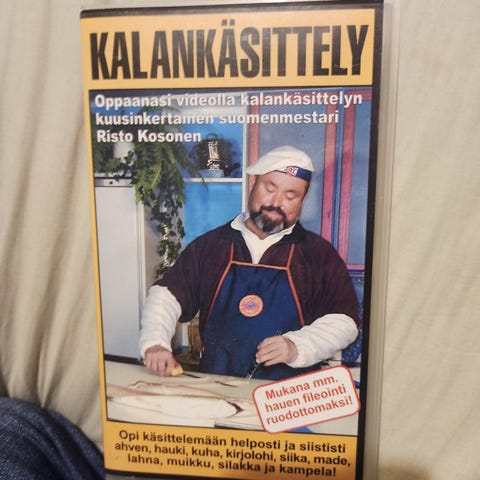 KALANKÄSITTELY
Oppaanasi videolla kalankäsittelyn
kuusinkertainen suomenmestari
Risto Kosonen
Mukana mm.
hauen fileointi
ruodottomaksi!
Opi käsittelemään helposti ja siististi
ahven, hauki, kuha, kirjolohi, siika, made,
lahna, muikku, silakka ja kampela!